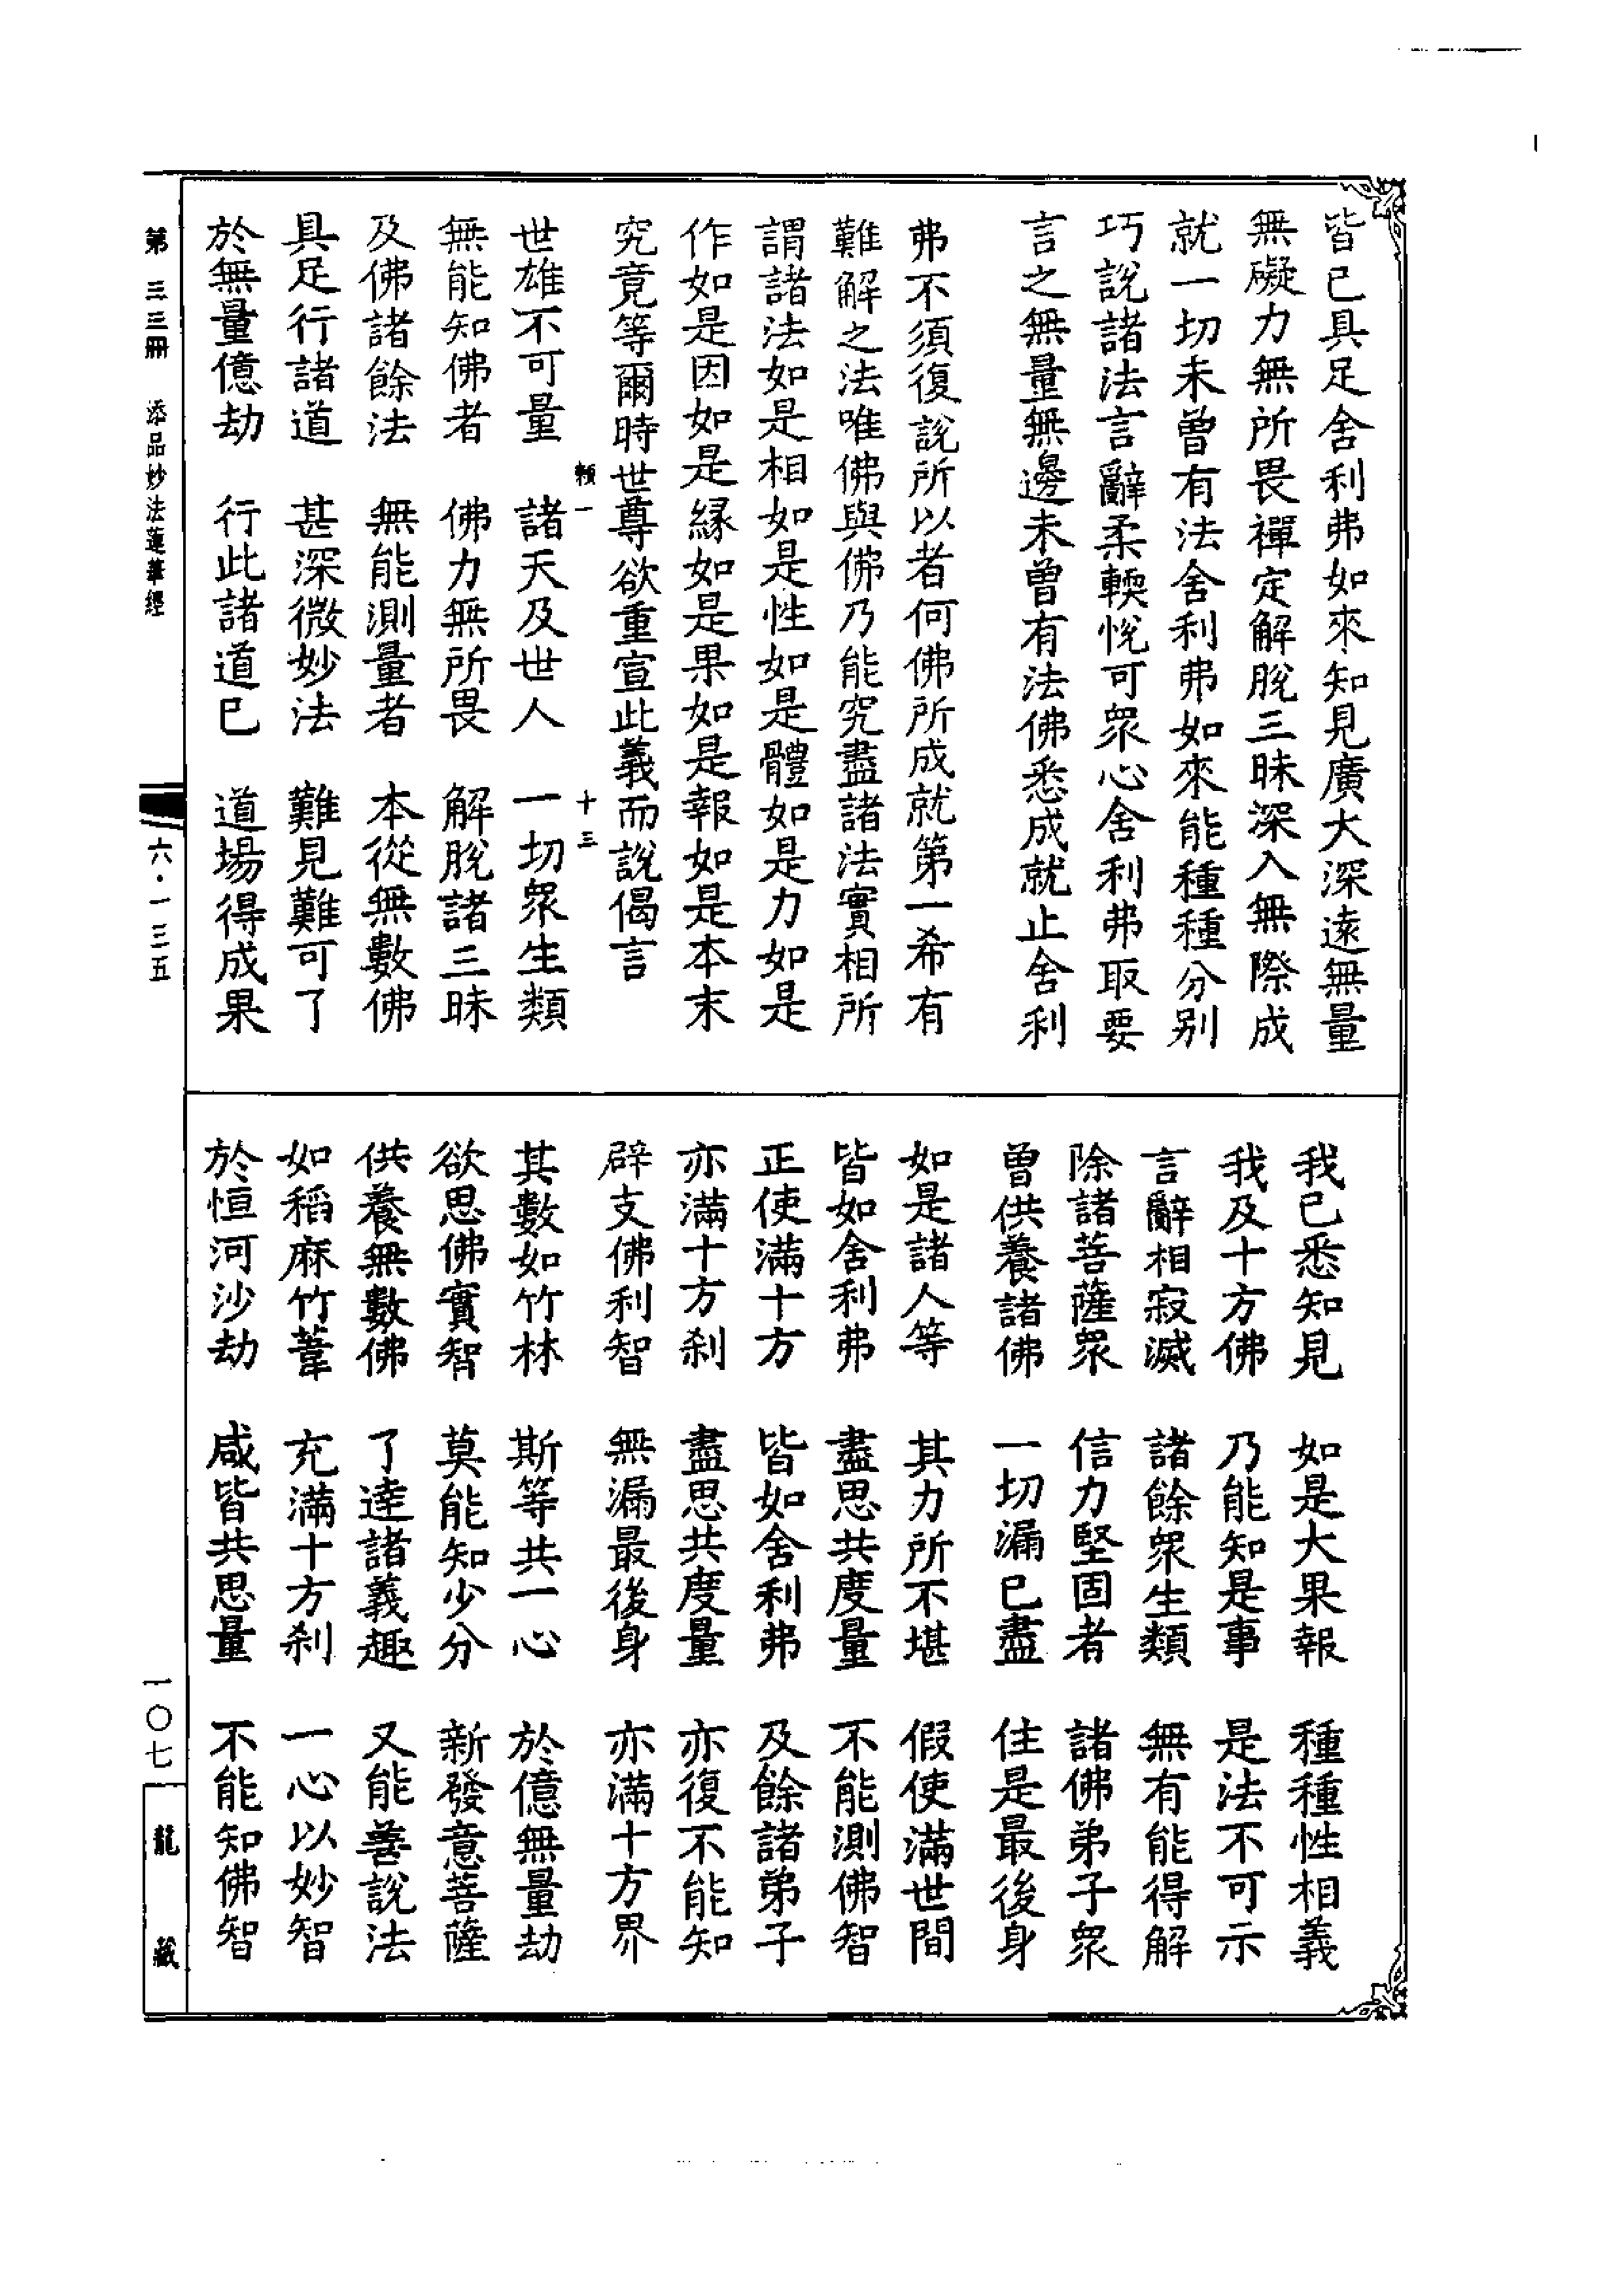 皆已具足舍利弗如來知見廣大深遠無量
無礙力無所畏禪定解脫三昧深入無際成
就一切未曾有法舍利弗如來能種種分別
巧說諸法言辭柔輭悅可眾心舍利弗取要
言之無量無邊未曾有法佛悉成就止舍利
弗不須復說所以者何佛所成就第一希有
難解之法唯佛與佛乃能究盡諸法實相所
謂諸法如是相如是性如是體如是力如是
作如是因如是緣如是果如是報如是本末
究竟等爾時世尊欲重宣此義而說偈言
賴一 十三
世雄不可量 諸天及世人 一切眾生類
無能知佛者 佛力無所畏 解脫諸三昧
及佛諸餘法 無能測量者 本從無數佛
具足行諸道 甚深微妙法 難見難可了
於無量億劫 行此諸道已 道場得成果
我已悉知見 如是大果報 種種性相義
我及十方佛 乃能知是事 是法不可示
言辭相寂滅 諸餘眾生類 無有能得解
除諸菩薩眾 信力堅固者 諸佛弟子眾
曾供養諸佛 一切漏已盡 住是最後身
如是諸人等 其力所不堪 假使滿世間
皆如舍利弗 盡思共度量 不能測佛智
正使滿十方 皆如舍利弗 及餘諸弟子
亦滿十方剎 盡思共度量 亦復不能知
辟支佛利智 無漏最後身 亦滿十方界
其數如竹林 斯等共一心 於億無量劫
欲思佛實智 莫能知少分 新發意菩薩
供養無數佛 了達諸義趣 又能善說法
如稻麻竹葦 充滿十方剎 一心以妙智
於恒河沙劫 咸皆共思量 不能知佛智
第三三冊 添品妙法蓮華經 六·一三五 一〇七 龍藏